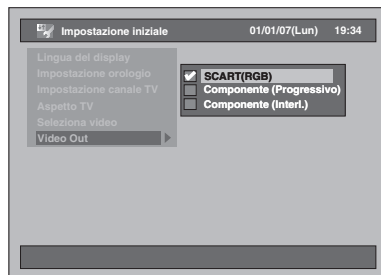 Impostazione iniziale 01/01/07(Lun) 19:34
Lingua del display
Impostazione orologio
Impostazione canale TV
Aspetto TV
Seleziona video
Video Out
SCART(RGB)
Componente (Progressivo)
Componente (Interl.)